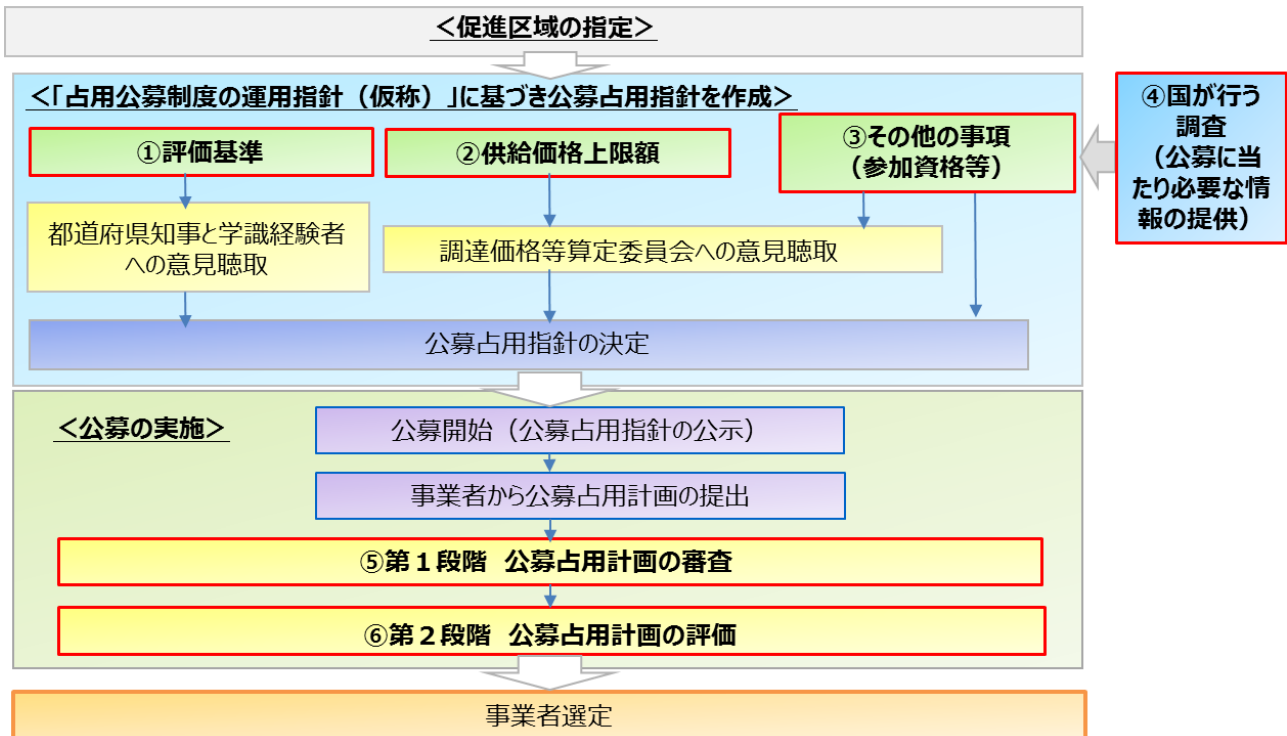 ＜促進区域の指定＞
＜「占用公募制度の運用指針（仮称）」に基づき公募占用指針を作成＞
①評価基準
②供給価格上限額
③その他の事項
（参加資格等）
④国が行う
調査
（公募に当
たり必要な情
報の提供）
都道府県知事と学識経験者
への意見聴取
調達価格等算定委員会への意見聴取
公募占用指針の決定
＜公募の実施＞
公募開始（公募占用指針の公示）
事業者から公募占用計画の提出
⑤第１段階 公募占用計画の審査
⑥第２段階 公募占用計画の評価
事業者選定